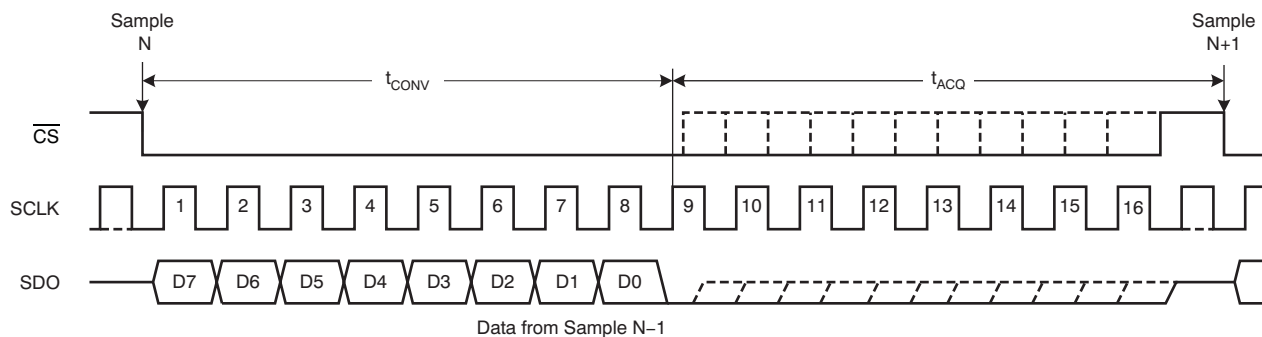 Sample
N
Sample
N+1
tCONV
tACQ
CS
SCLK
1 2 3 4 5 6 7 8 9 10 11 12 13 14 15 16
SDO
D7 D6 D5 D4 D3 D2 D1 D0
Data from Sample N−1